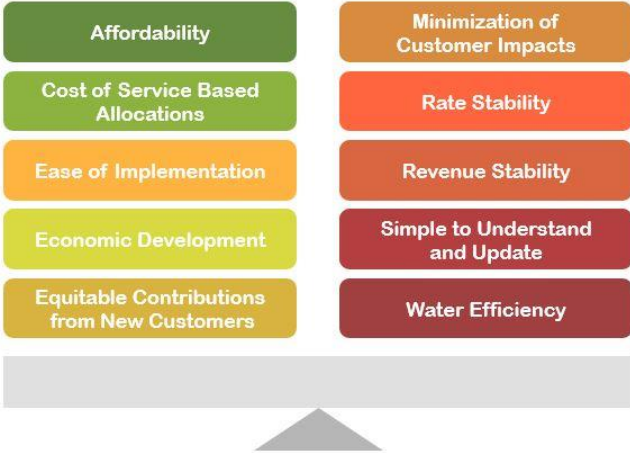 Affordability
Cost of Service Based
Allocations
Ease of Implementation
Economic Development
Equitable Contributions
from New Customers
Minimization of
Customer Impacts
Rate Stability
Revenue Stability
Simple to Understand
and Update
Water Efficiency